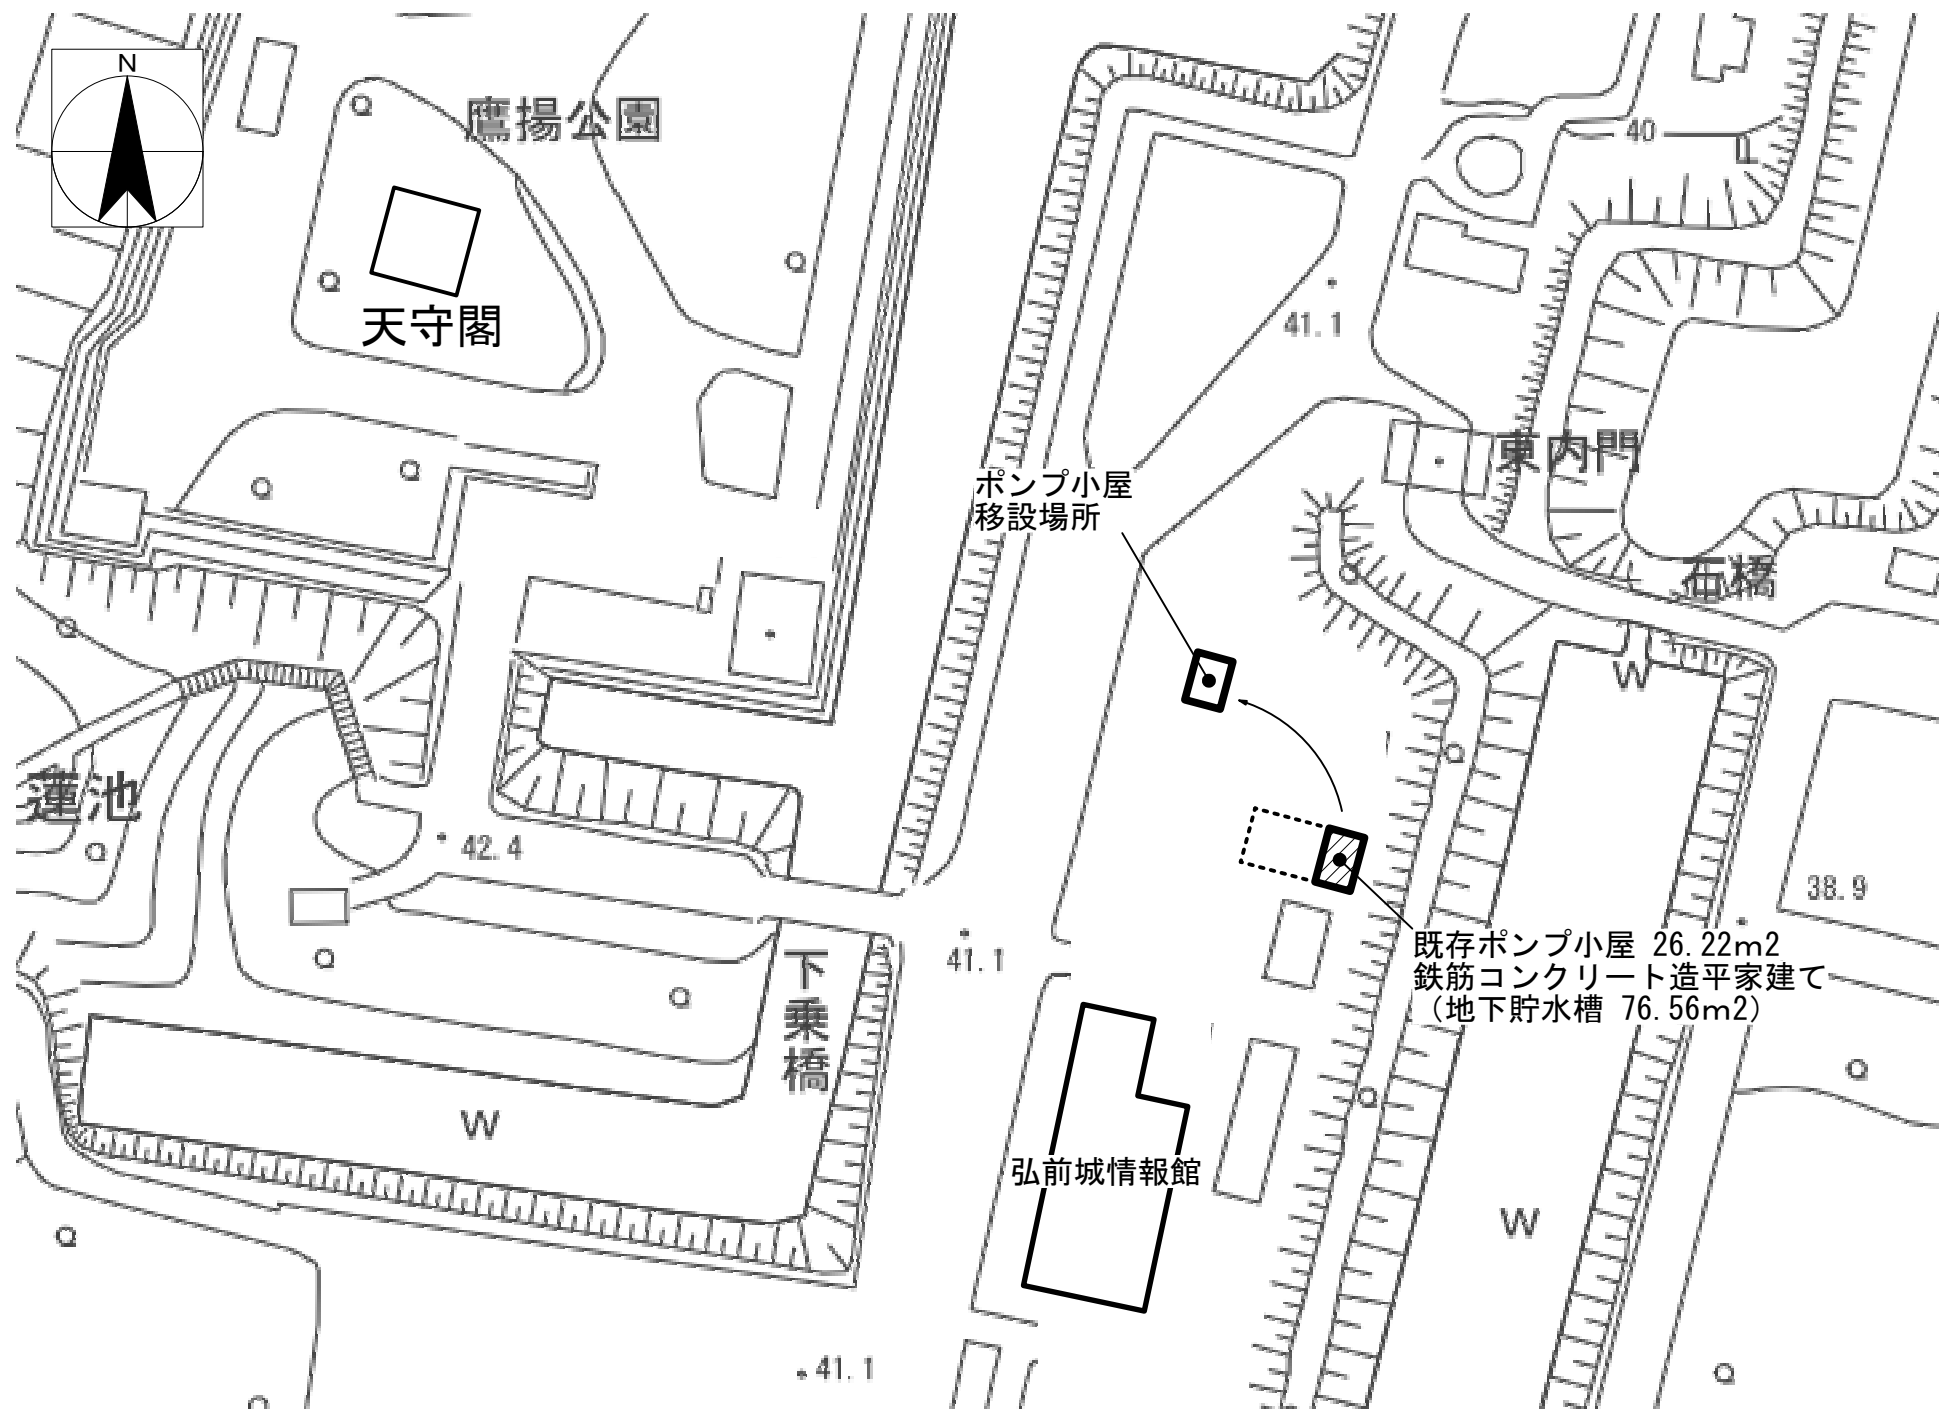 N
鷹揚公園
40
天守閣
41.1
東内門
ポンプ小屋
移設場所
石橋
W
蓮池
42.4
38.9
既存ポンプ小屋 26.22m2
鉄筋コンクリート造平家建て
（地下貯水槽 76.56m2）
41.1
下乗橋
W
弘前城情報館
W
41.1